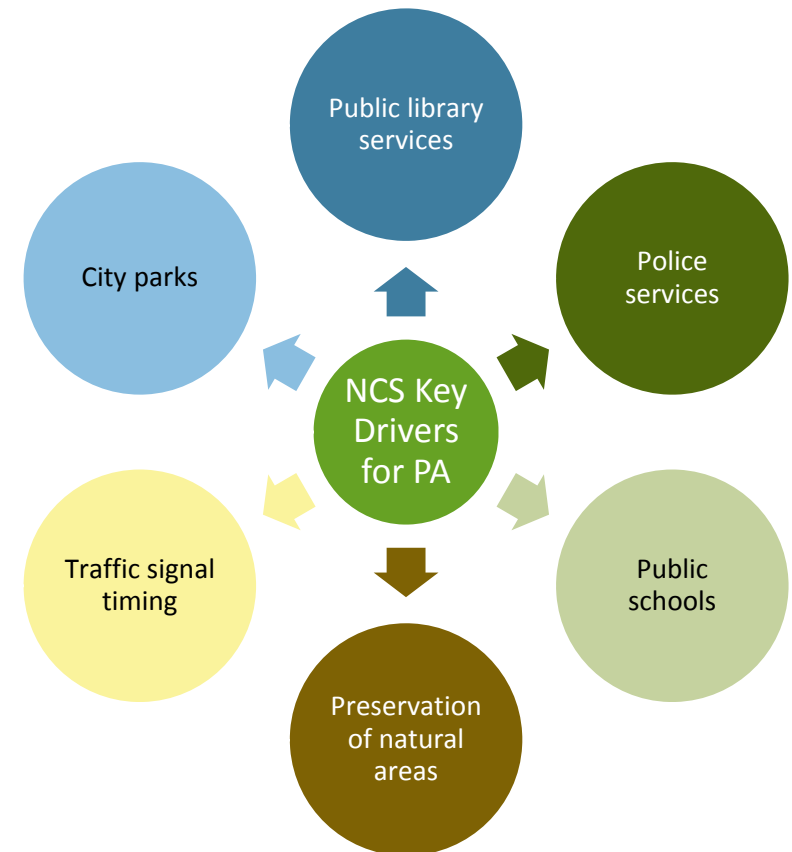 Public library
services
City parks
Police
services
NCS Key
Drivers
for PA
Traffic signal
timing
Public
schools
Preservation
of natural
areas